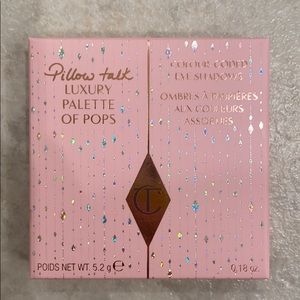 Pillow talk
LUXURY
PALETTE
OF POPS
COLOUR-CODED
EYE SHADOWS
OMBRES À PAUPIÈRES
AUX COULEURS
ASSORTIES
CT
POIDS NET WT. 5.2 g ℮
0.18 oz.